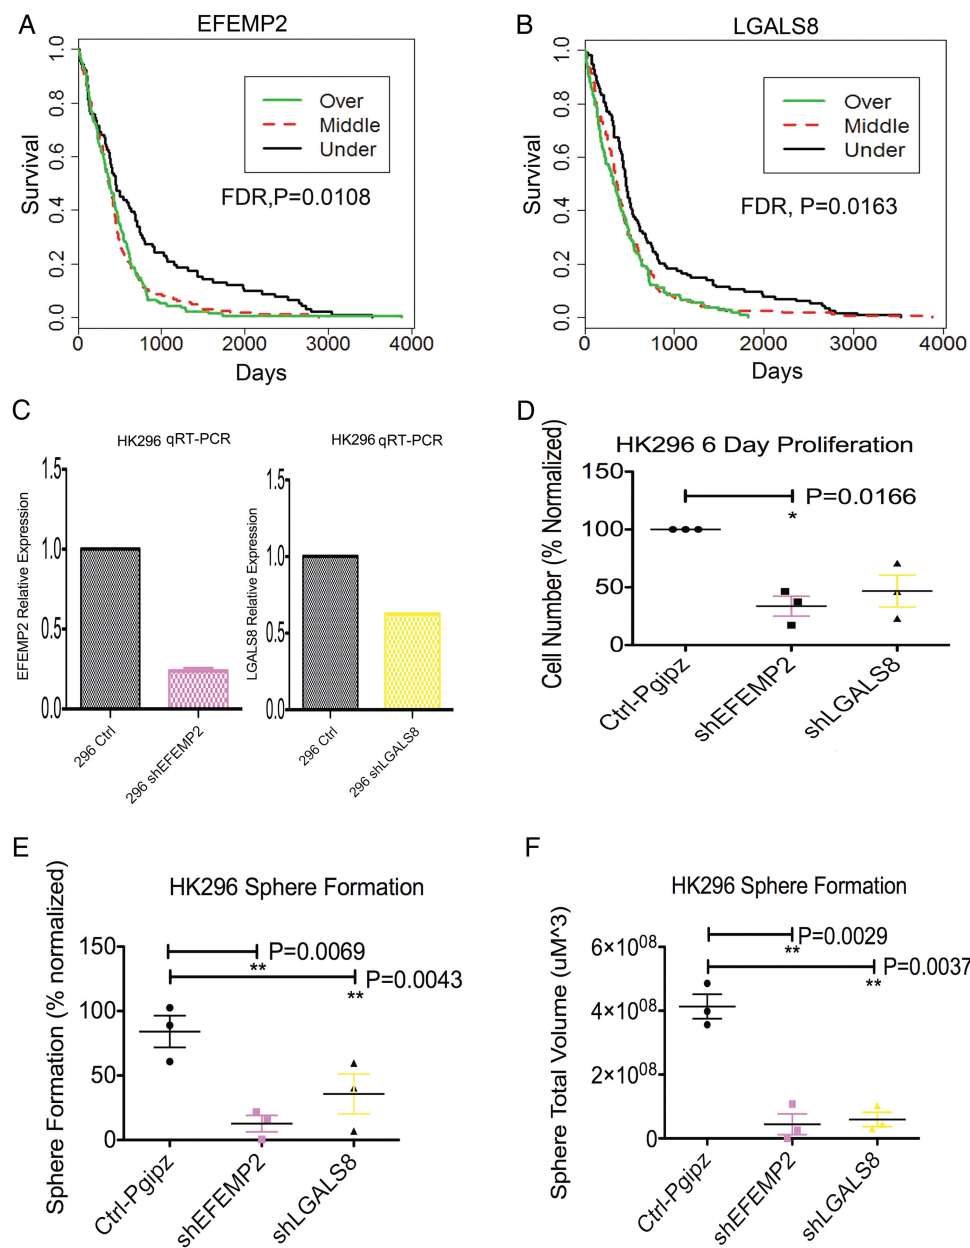 A
EFEMP2
Survival
1.0
0.8
0.6
0.4
0.2
0.0
Over
Middle
Under
FDR,P=0.0108
0 1000 2000 3000 4000
Days
B
LGALS8
Survival
1.0
0.8
0.6
0.4
0.2
0.0
Over
Middle
Under
FDR, P=0.0163
0 1000 2000 3000 4000
Days
C
HK296 qRT-PCR
EFEMP2 Relative Expression
1.5
1.0
0.5
0.0
296 Ctrl
296 shEFEMP2
HK296 qRT-PCR
LGALS8 Relative Expression
1.5
1.0
0.5
0.0
296 Ctrl
296 shLGALS8
D
HK296 6 Day Proliferation
Cell Number (% Normalized)
150
100
50
0
P=0.0166
*
Ctrl-Pgipz
shEFEMP2
shLGALS8
E
HK296 Sphere Formation
Sphere Formation (% normalized)
150
100
50
0
P=0.0069
**
P=0.0043
**
Ctrl-Pgipz
shEFEMP2
shLGALS8
F
HK296 Sphere Formation
Sphere Total Volume (uM^3)
6×10⁰⁸
4×10⁰⁸
2×10⁰⁸
0
P=0.0029
**
P=0.0037
**
Ctrl-Pgipz
shEFEMP2
shLGALS8